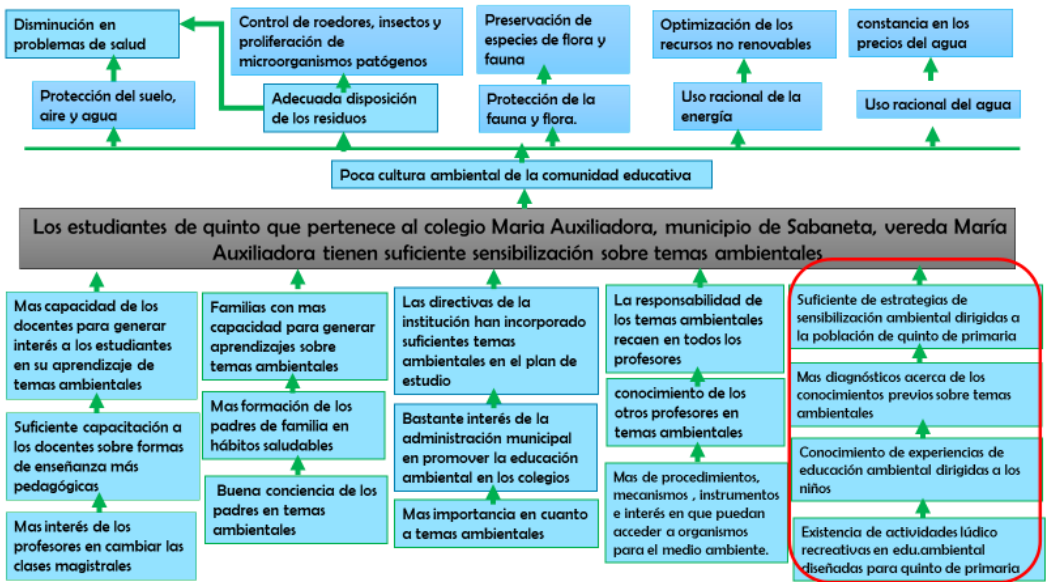 Disminución en
problemas de salud
Control de roedores, insectos y
proliferación de
microorganismos patógenos
Preservación de
especies de flora y
fauna
Optimización de los
recursos no renovables
constancia en los
precios del agua
Protección del suelo,
aire y agua
Adecuada disposición
de los residuos
Protección de la
fauna y flora.
Uso racional de la
energía
Uso racional del agua
Poca cultura ambiental de la comunidad educativa
Los estudiantes de quinto que pertenece al colegio Maria Auxiliadora, municipio de Sabaneta, vereda María
Auxiliadora tienen suficiente sensibilización sobre temas ambientales
Mas capacidad de los
docentes para generar
interés a los estudiantes
en su aprendizaje de
temas ambientales
Suficiente capacitación a
los docentes sobre formas
de enseñanza más
pedagógicas
Mas interés de los
profesores en cambiar las
clases magistrales
Familias con mas
capacidad para generar
aprendizajes sobre
temas ambientales
Mas formación de los
padres de familia en
hábitos saludables
Buena conciencia de los
padres en temas
ambientales
Las directivas de la
institución han incorporado
suficientes temas
ambientales en el plan de
estudio
Bastante interés de la
administración municipal
en promover la educación
ambiental en los colegios
Mas importancia en cuanto
a temas ambientales
La responsabilidad de
los temas ambientales
recaen en todos los
profesores
conocimiento de los
otros profesores en
temas ambientales
Mas de procedimientos,
mecanismos , instrumentos
e interés en que puedan
acceder a organismos
para el medio ambiente.
Suficiente de estrategias de
sensibilización ambiental dirigidas a
la población de quinto de primaria
Mas diagnósticos acerca de los
conocimientos previos sobre temas
ambientales
Conocimiento de experiencias de
educación ambiental dirigidas a los
niños
Existencia de actividades lúdico
recreativas en edu.ambiental
diseñadas para quinto de primaria